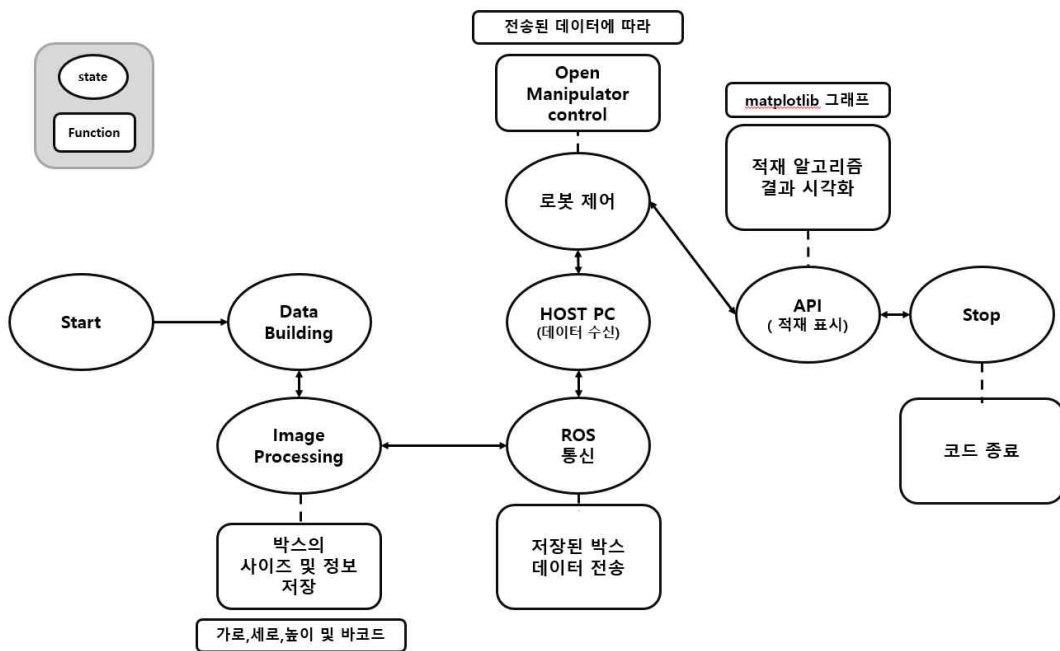 state
Function
전송된 데이터에 따라
Open
Manipulator
control
로봇 제어
matplotlib 그래프
적재 알고리즘
결과 시각화
Start
Data
Building
HOST PC
(데이터 수신)
API
( 적재 표시)
Stop
Image
Processing
ROS
통신
코드 종료
박스의
사이즈 및 정보
저장
저장된 박스
데이터 전송
가로,세로,높이 및 바코드